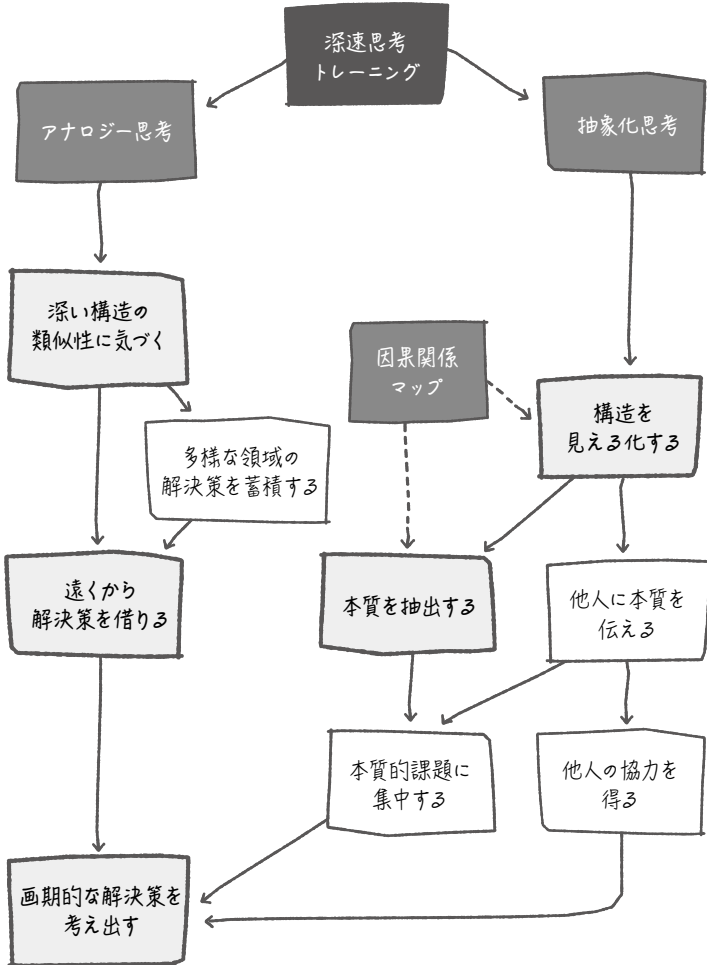 深速思考
トレーニング
アナロジー思考
抽象化思考
深い構造の
類似性に気づく
因果関係
マップ
構造を
見える化する
多様な領域の
解決策を蓄積する
遠くから
解決策を借りる
本質を抽出する
他人に本質を
伝える
本質的課題に
集中する
他人の協力を
得る
画期的な解決策を
考え出す